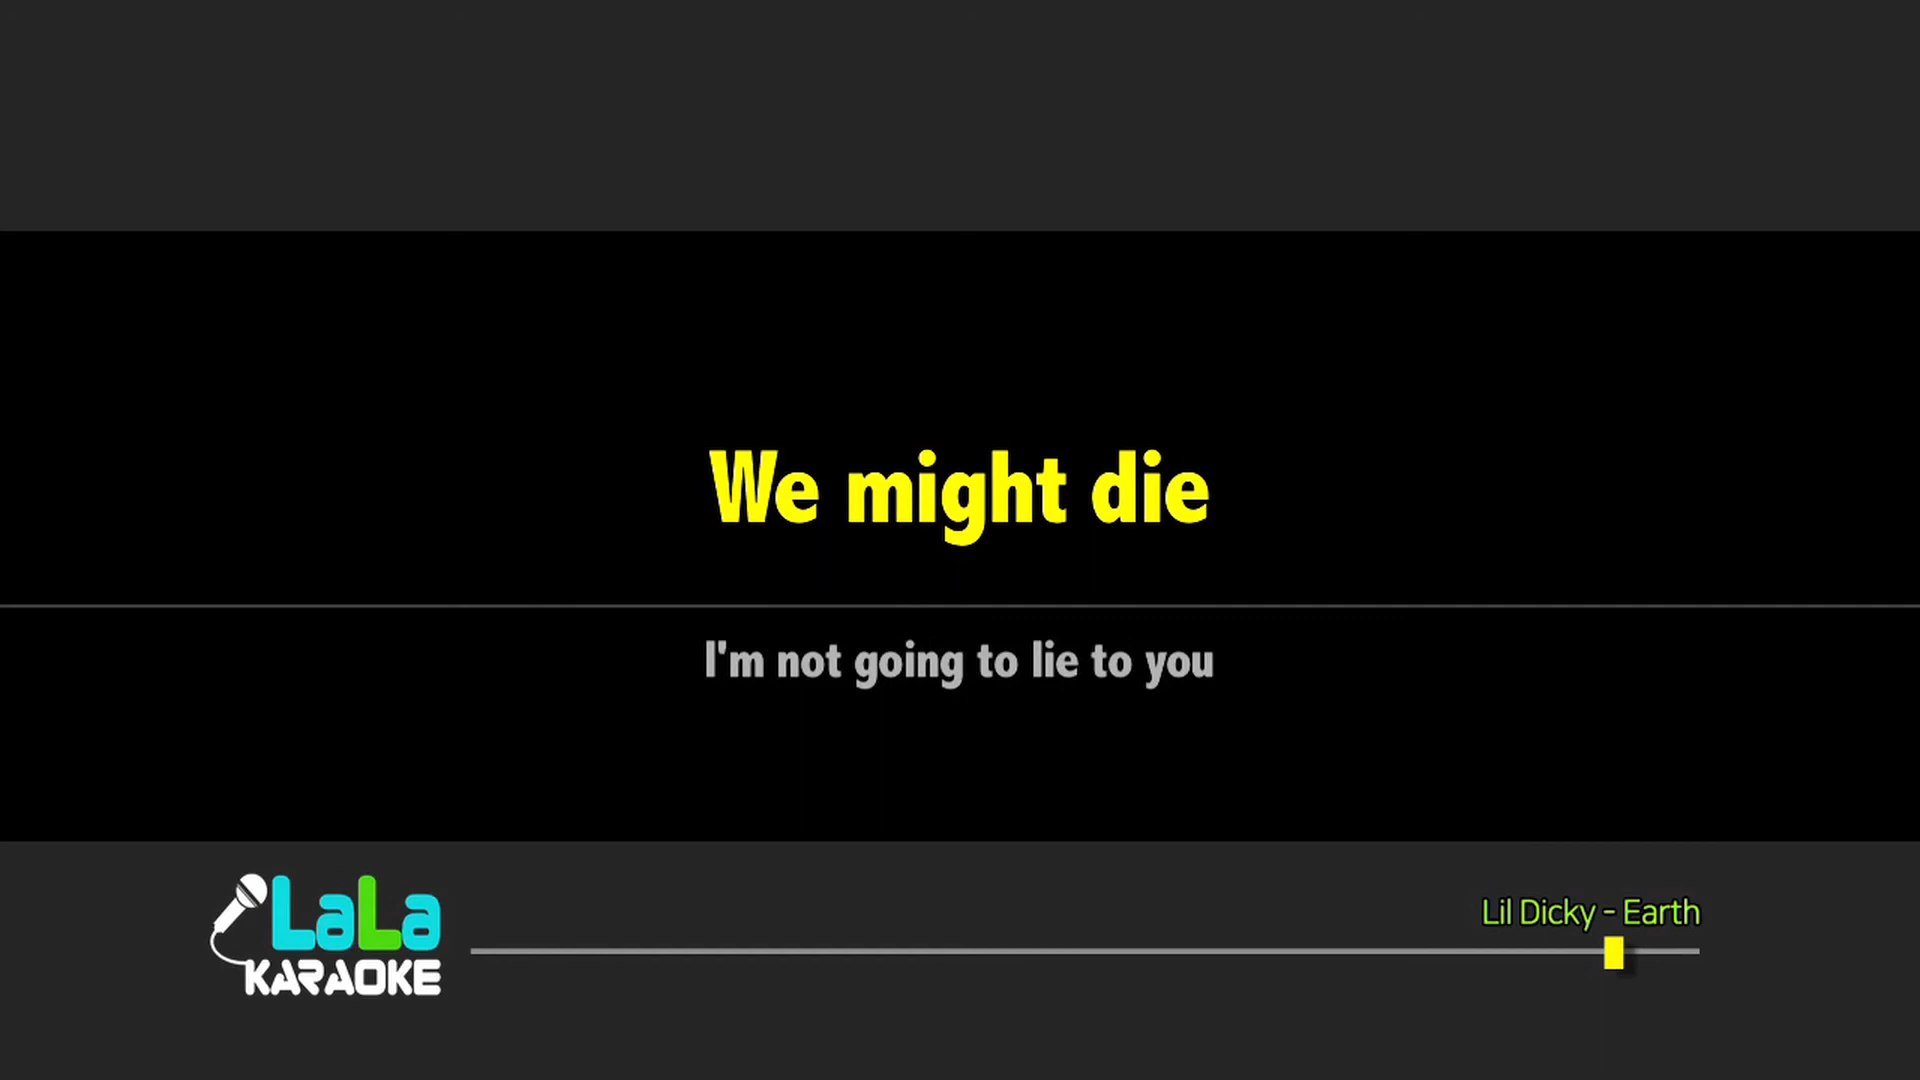 We might die
I'm not going to lie to you
Lil Dicky - Earth
LaLa
KARAOKE